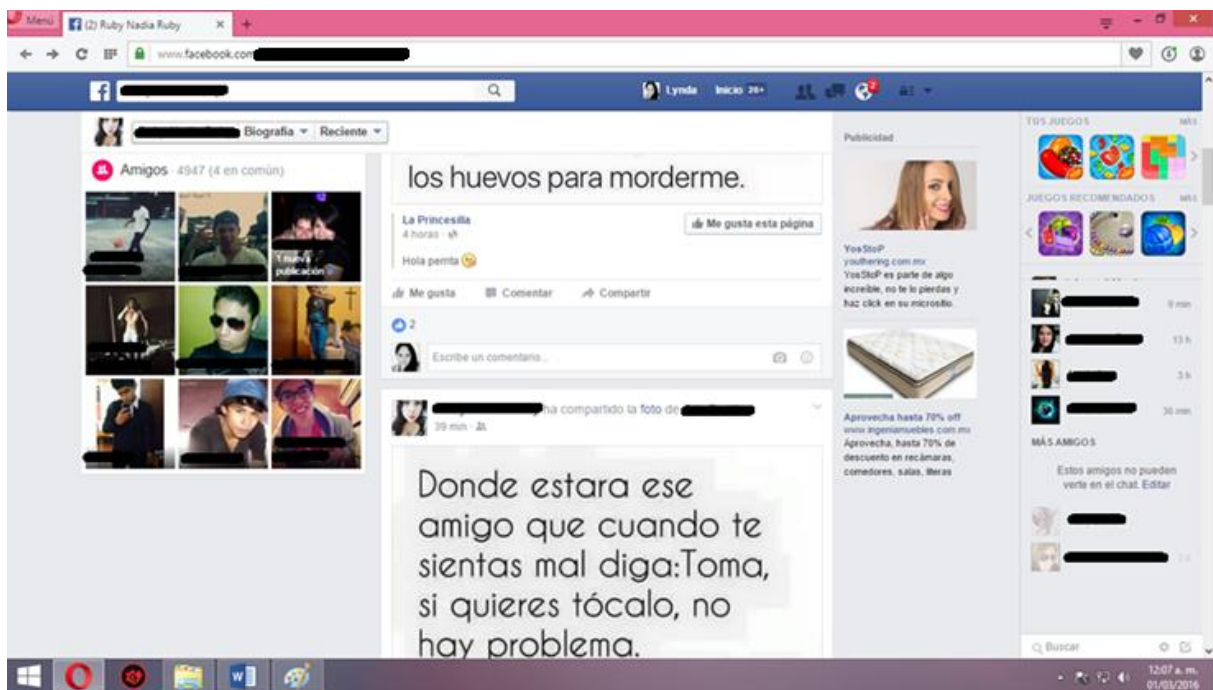 Menú
(2) Ruby Nadia Ruby
www.facebook.com
Lynda Inicio 20+
2
Biografía Reciente
Amigos · 4947 (4 en común)
1 nueva
publicación
los huevos para morderme.
La Princesilla
4 horas
Me gusta esta página
Hola perrita
Me gusta Comentar Compartir
2
Escribe un comentario...
ha compartido la foto de
39 min
Donde estara ese
amigo que cuando te
sientas mal diga:Toma,
si quieres tócalo, no
hay problema.
Publicidad
YosStoP
youthering.com.mx
YosStoP es parte de algo
increíble, no te lo pierdas y
haz click en su micrositio.
Aprovecha hasta 70% off
www.ingeniamuebles.com.mx
Aprovecha, hasta 70% de
descuento en recámaras,
comedores, salas, literas
TUS JUEGOS MÁS
JUEGOS RECOMENDADOS MÁS
9 min
13 h
3 h
36 min
MÁS AMIGOS
Estos amigos no pueden
verte en el chat. Editar
Buscar
12:07 a. m.
01/03/2016